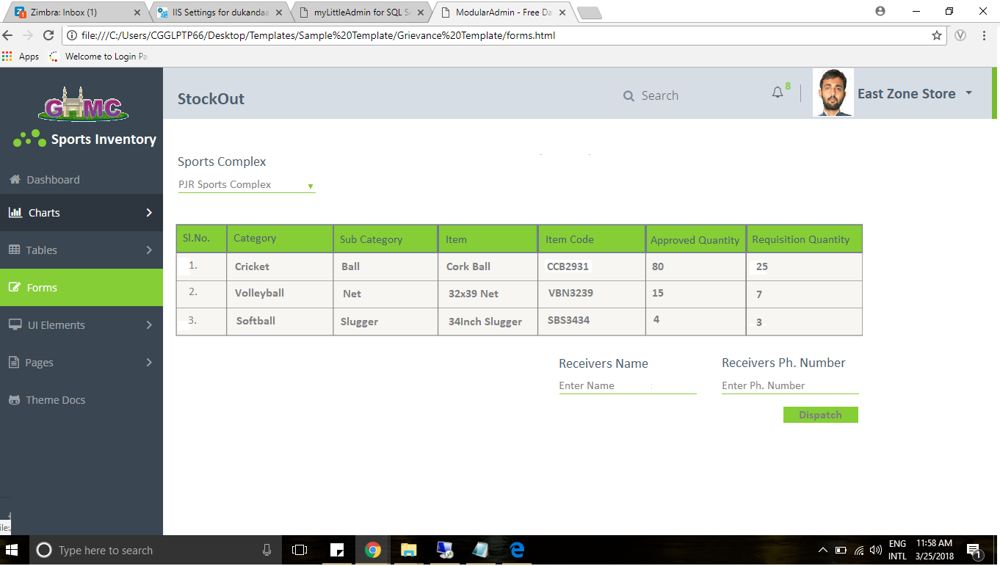 Zimbra: Inbox (1) IIS Settings for dukandaa myLittleAdmin for SQL S ModularAdmin - Free Da
file:///C:/Users/CGGLPTP66/Desktop/Templates/Sample%20Template/Grievance%20Template/forms.html
Apps Welcome to Login Pa
GHMC
Sports Inventory
StockOut
Search
8
East Zone Store
Dashboard
Charts
Tables
Forms
UI Elements
Pages
Theme Docs
Sports Complex
PJR Sports Complex
Sl.No. Category Sub Category Item Item Code Approved Quantity Requisition Quantity
1. Cricket Ball Cork Ball CCB2931 80 25
2. Volleyball Net 32x39 Net VBN3239 15 7
3. Softball Slugger 34Inch Slugger SBS3434 4 3
Receivers Name Receivers Ph. Number
Enter Name Enter Ph. Number
Dispatch
ile:
Type here to search
ENG 11:58 AM
INTL 3/25/2018
1